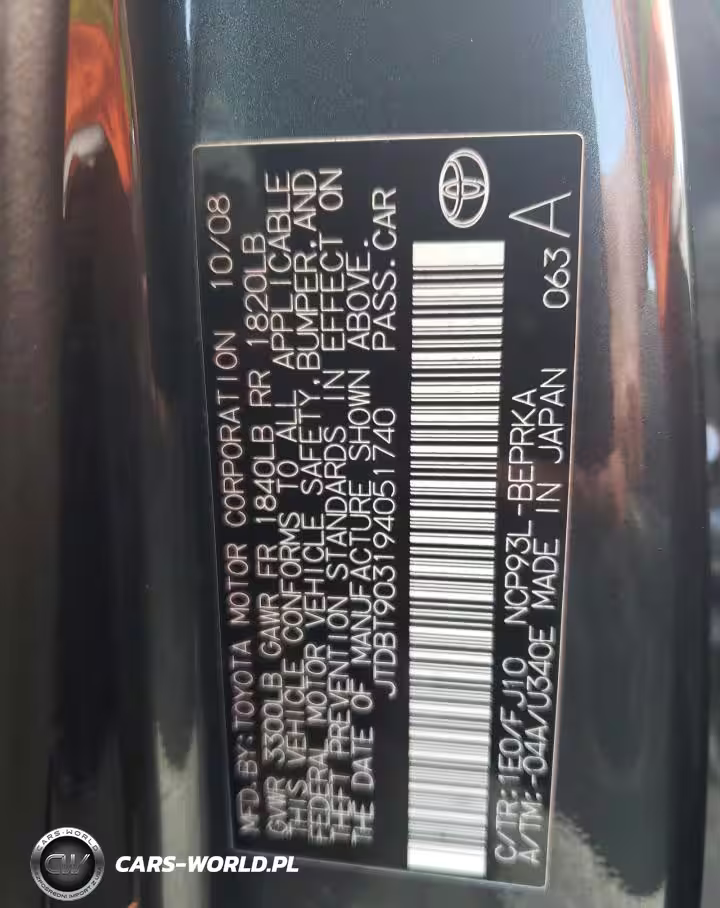 MFD.BY:TOYOTA MOTOR CORPORATION 10/08
GVWR 3300LB GAWR FR 1840LB RR 1820LB
THIS VEHICLE CONFORMS TO ALL APPLICABLE
FEDERAL MOTOR VEHICLE SAFETY,BUMPER,AND
THEFT PREVENTION STANDARDS IN EFFECT ON
THE DATE OF MANUFACTURE SHOWN ABOVE.
JTDBT903194051740 PASS.CAR
C/TR:1E0/FJ10 NCP93L-BEPRKA
A/TM:-04A/U340E MADE IN JAPAN 063
A
CW
CARS-WORLD.PL